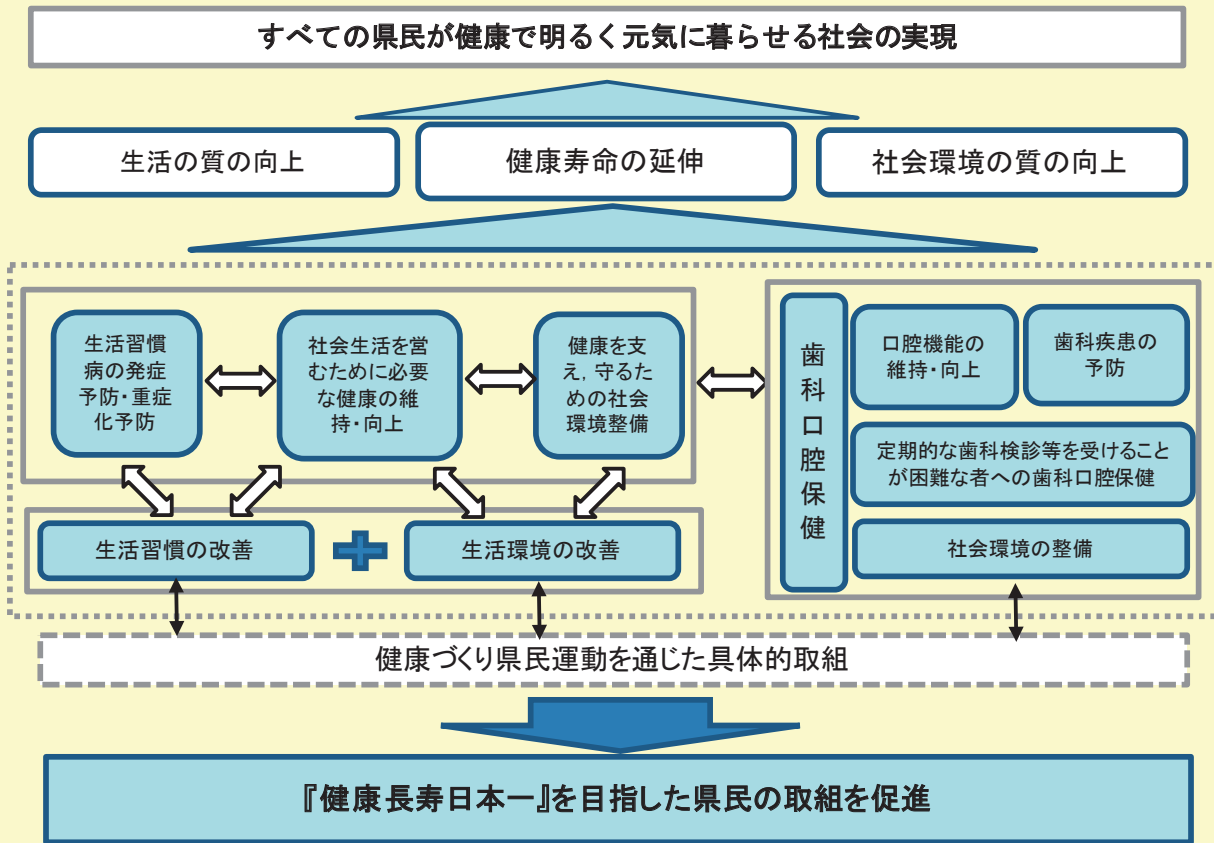 すべての県民が健康で明るく元気に暮らせる社会の実現
生活の質の向上
健康寿命の延伸
社会環境の質の向上
生活習慣
病の発症
予防・重症
化予防
社会生活を営
むために必要
な健康の維
持・向上
健康を支
え，守るた
めの社会
環境整備
歯科口腔保健
口腔機能の
維持・向上
歯科疾患の
予防
定期的な歯科検診等を受けること
が困難な者への歯科口腔保健
社会環境の整備
生活習慣の改善
生活環境の改善
健康づくり県民運動を通じた具体的取組
『健康長寿日本一』を目指した県民の取組を促進